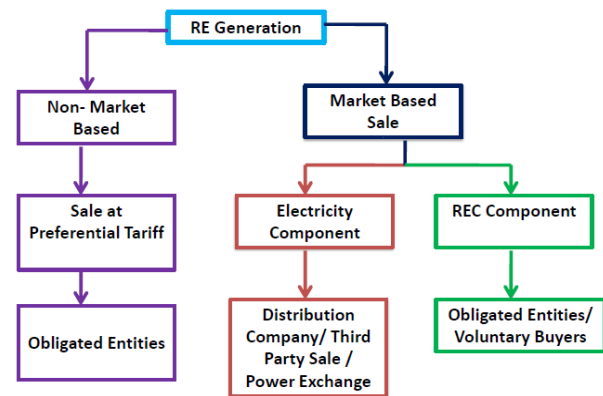 RE Generation
Non- Market
Based
Market Based
Sale
Sale at
Preferential Tariff
Electricity
Component
REC Component
Obligated Entities
Distribution
Company/ Third
Party Sale /
Power Exchange
Obligated Entities/
Voluntary Buyers